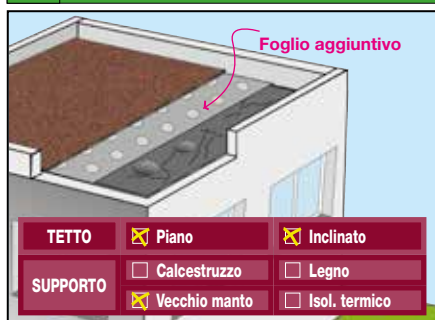 Foglio aggiuntivo
TETTO Piano Inclinato
SUPPORTO Calcestruzzo Legno
Vecchio manto Isol. termico